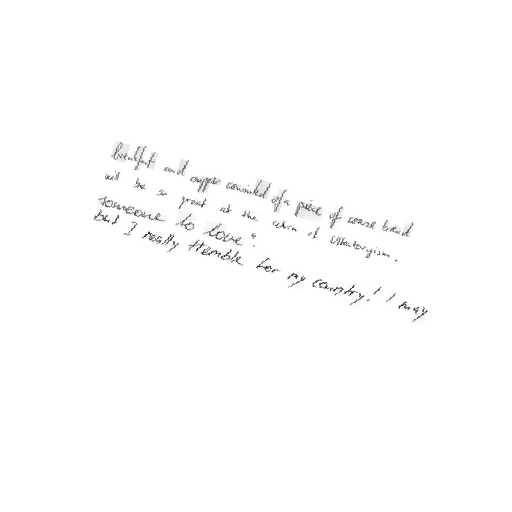 breakfast and supper consisted of a piece of coarse bread
will be so great at the return of Obscatoryism.
someone to love "
but I really tremble for my country. ' I may